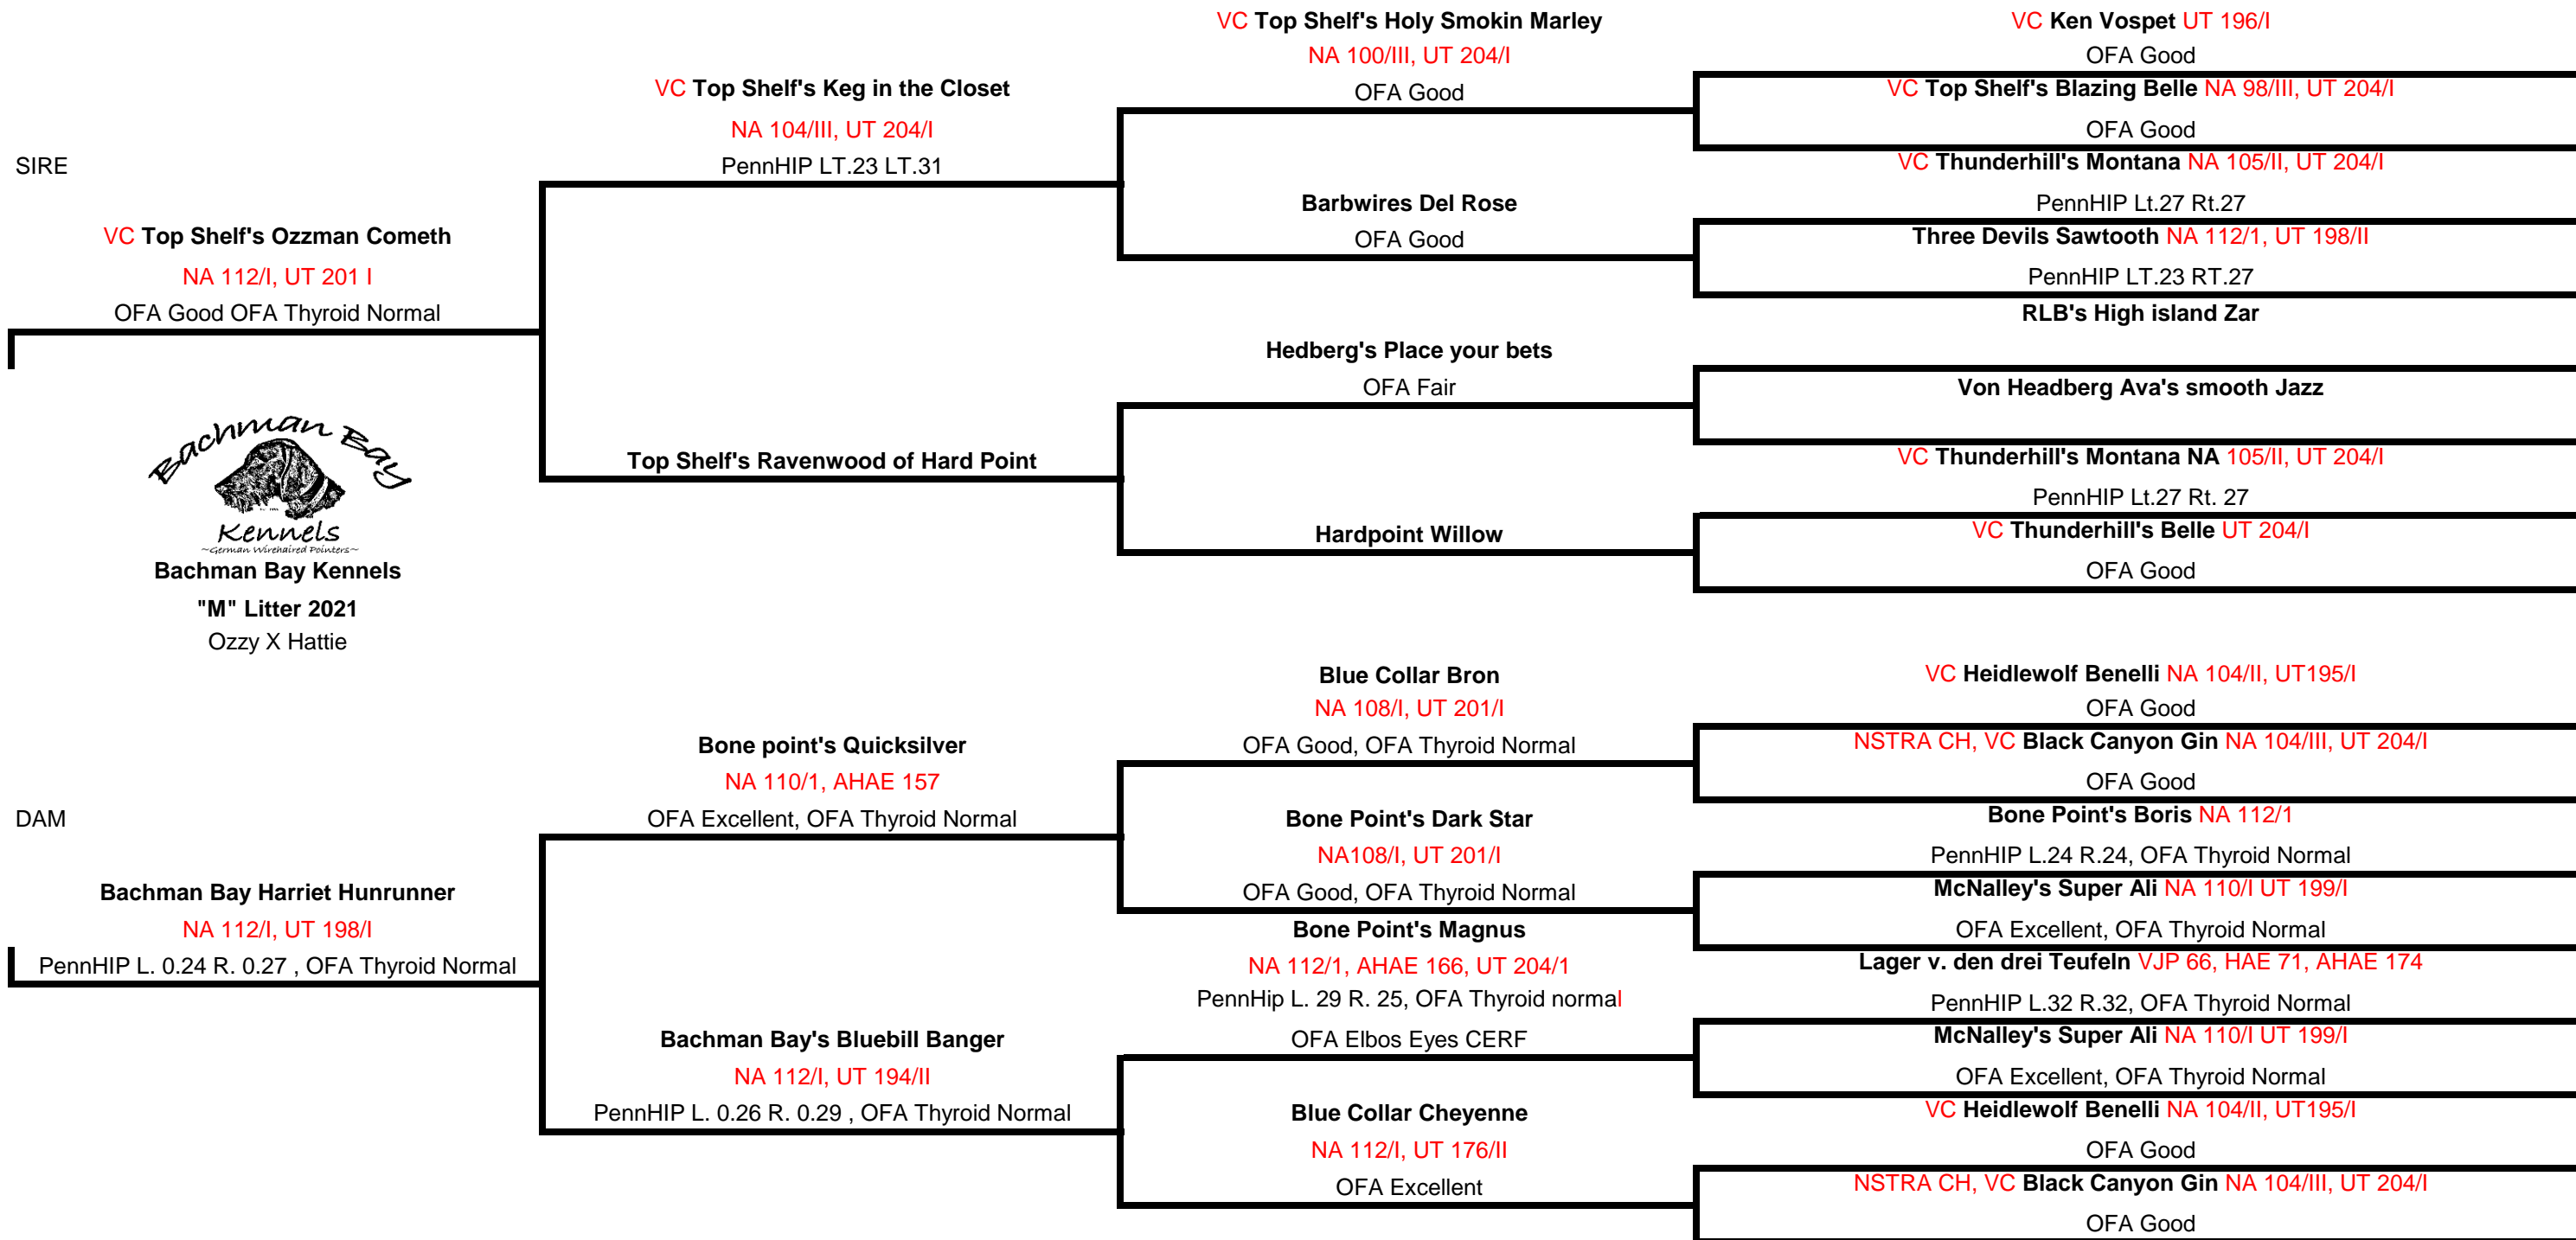 SIRE
VC Top Shelf's Ozzman Cometh
NA 112/I, UT 201 I
OFA Good OFA Thyroid Normal
Bachman Bay
Kennels
~German Wirehaired Pointers~
Bachman Bay Kennels
"M" Litter 2021
Ozzy X Hattie
DAM
Bachman Bay Harriet Hunrunner
NA 112/I, UT 198/I
PennHIP L. 0.24 R. 0.27 , OFA Thyroid Normal
VC Top Shelf's Keg in the Closet
NA 104/III, UT 204/I
PennHIP LT.23 LT.31
Top Shelf's Ravenwood of Hard Point
Bone point's Quicksilver
NA 110/1, AHAE 157
OFA Excellent, OFA Thyroid Normal
Bachman Bay's Bluebill Banger
NA 112/I, UT 194/II
PennHIP L. 0.26 R. 0.29 , OFA Thyroid Normal
VC Top Shelf's Holy Smokin Marley
NA 100/III, UT 204/I
OFA Good
Barbwires Del Rose
OFA Good
Hedberg's Place your bets
OFA Fair
Hardpoint Willow
Blue Collar Bron
NA 108/I, UT 201/I
OFA Good, OFA Thyroid Normal
Bone Point's Dark Star
NA108/I, UT 201/I
OFA Good, OFA Thyroid Normal
Bone Point's Magnus
NA 112/1, AHAE 166, UT 204/1
PennHip L. 29 R. 25, OFA Thyroid normal
OFA Elbos Eyes CERF
Blue Collar Cheyenne
NA 112/I, UT 176/II
OFA Excellent
VC Ken Vospet UT 196/I
OFA Good
VC Top Shelf's Blazing Belle NA 98/III, UT 204/I
OFA Good
VC Thunderhill's Montana NA 105/II, UT 204/I
PennHIP Lt.27 Rt.27
Three Devils Sawtooth NA 112/1, UT 198/II
PennHIP LT.23 RT.27
RLB's High island Zar
Von Headberg Ava's smooth Jazz
VC Thunderhill's Montana NA 105/II, UT 204/I
PennHIP Lt.27 Rt. 27
VC Thunderhill's Belle UT 204/I
OFA Good
VC Heidlewolf Benelli NA 104/II, UT195/I
OFA Good
NSTRA CH, VC Black Canyon Gin NA 104/III, UT 204/I
OFA Good
Bone Point's Boris NA 112/1
PennHIP L.24 R.24, OFA Thyroid Normal
McNalley's Super Ali NA 110/I UT 199/I
OFA Excellent, OFA Thyroid Normal
Lager v. den drei Teufeln VJP 66, HAE 71, AHAE 174
PennHIP L.32 R.32, OFA Thyroid Normal
McNalley's Super Ali NA 110/I UT 199/I
OFA Excellent, OFA Thyroid Normal
VC Heidlewolf Benelli NA 104/II, UT195/I
OFA Good
NSTRA CH, VC Black Canyon Gin NA 104/III, UT 204/I
OFA Good